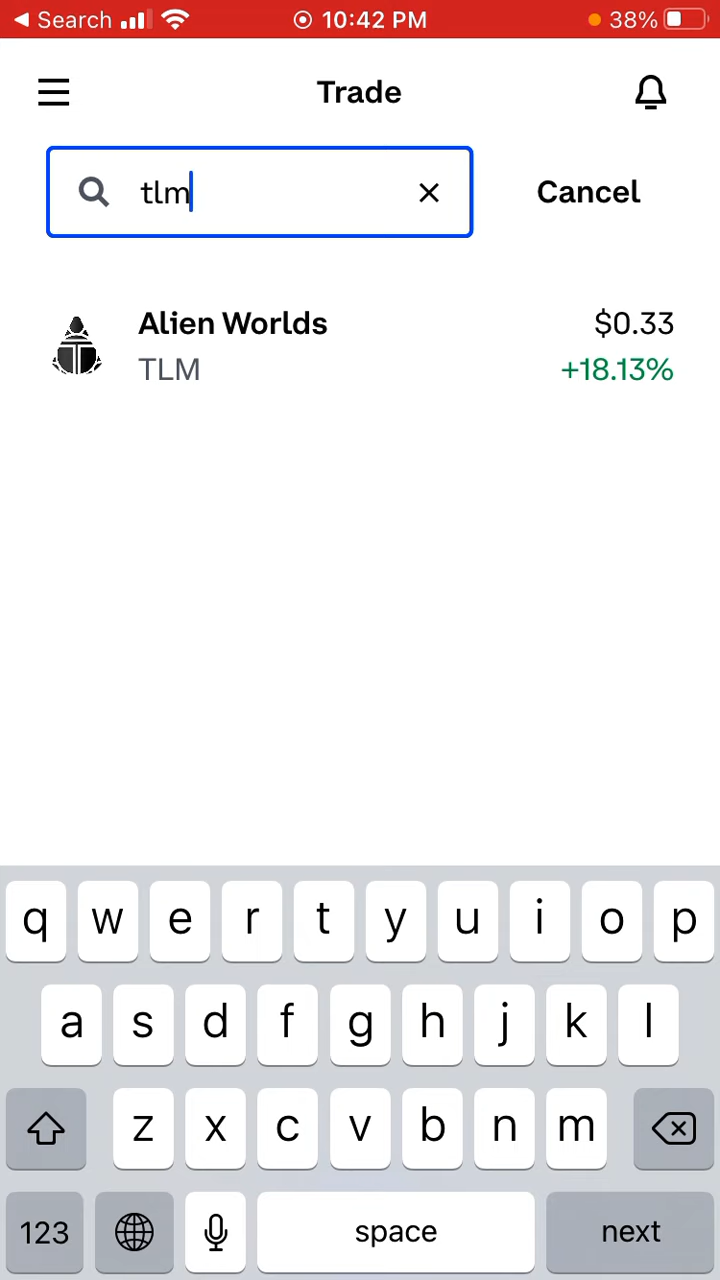 Search 10:42 PM 38%
Trade
tlm Cancel
Alien Worlds $0.33
TLM +18.13%
q w e r t y u i o p
a s d f g h j k l
z x c v b n m
123 space next